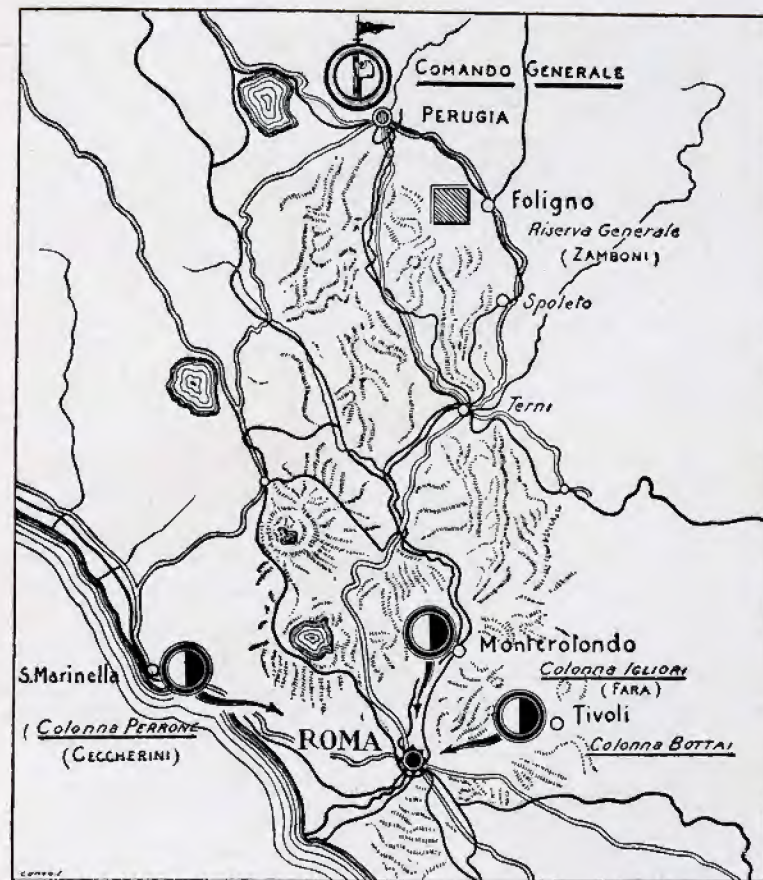 COMANDO GENERALE
PERUGIA
Foligno
Riserva Generale
(ZAMBONI)
Spoleto
Terni
Monterotondo
S. Marinella
Colonna IGLIORI
(FARA)
Tivoli
(Colonna PERRONE
(CECCHERINI)
ROMA
Colonna BOTTAI